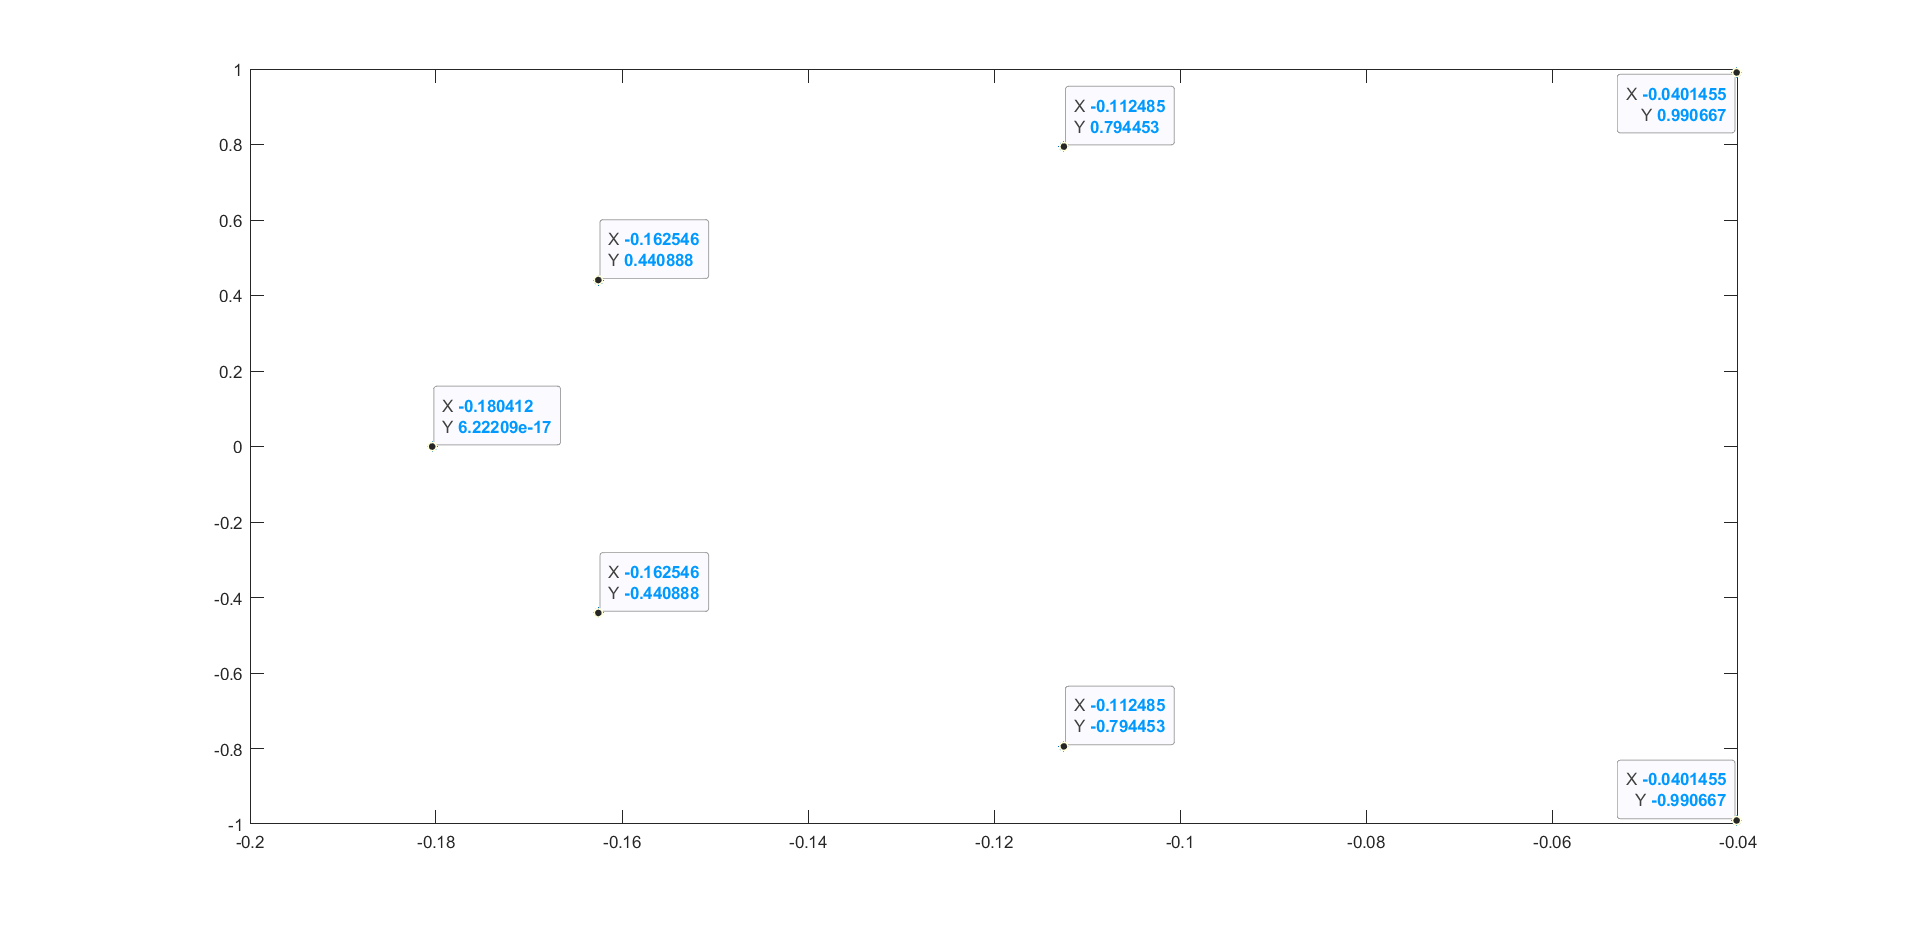 1
X -0.0401455
Y 0.990667
X -0.112485
Y 0.794453
0.8
0.6
X -0.162546
Y 0.440888
0.4
0.2
X -0.180412
Y 6.22209e-17
0
-0.2
X -0.162546
Y -0.440888
-0.4
-0.6
X -0.112485
Y -0.794453
-0.8
X -0.0401455
Y -0.990667
-1
-0.2 -0.18 -0.16 -0.14 -0.12 -0.1 -0.08 -0.06 -0.04